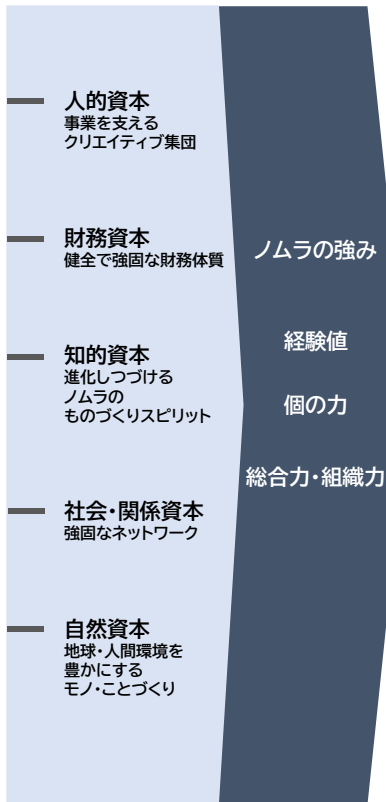 人的資本
事業を支える
クリエイティブ集団
財務資本
健全で強固な財務体質
知的資本
進化しつづける
ノムラの
ものづくりスピリット
社会・関係資本
強固なネットワーク
自然資本
地球・人間環境を
豊かにする
モノ・ことづくり
ノムラの強み
経験値
個の力
総合力・組織力